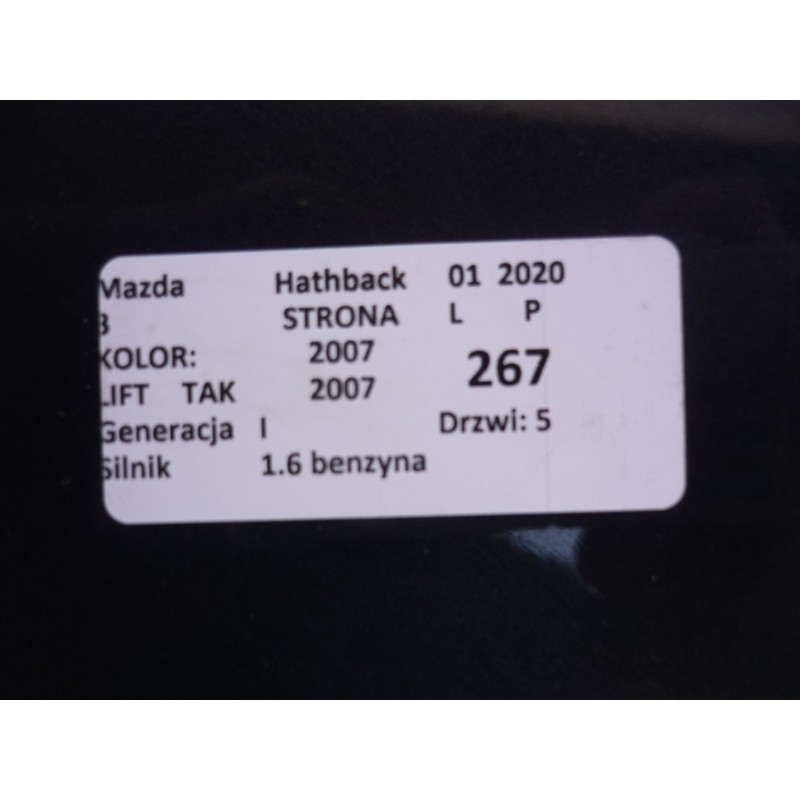 Mazda Hathback 01 2020
3 STRONA L P
KOLOR: 2007 267
LIFT TAK 2007
Generacja I Drzwi: 5
Silnik 1.6 benzyna